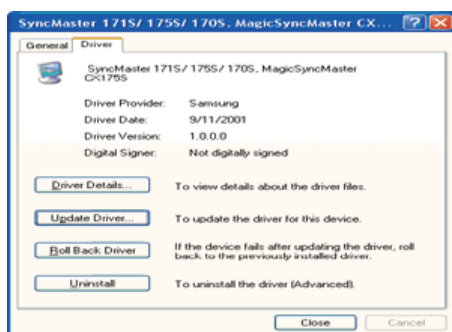 SyncMaster 171S/ 175S/ 170S, MagicSyncMaster CX...
General
Driver
SyncMaster 171S/ 175S/ 170S, MagicSyncMaster
CX175S
Driver Provider: Samsung
Driver Date: 9/11/2001
Driver Version: 1.0.0.0
Digital Signer: Not digitally signed
Driver Details... To view details about the driver files.
Update Driver... To update the driver for this device.
Roll Back Driver If the device fails after updating the driver, roll
back to the previously installed driver.
Uninstall To uninstall the driver (Advanced).
Close Cancel